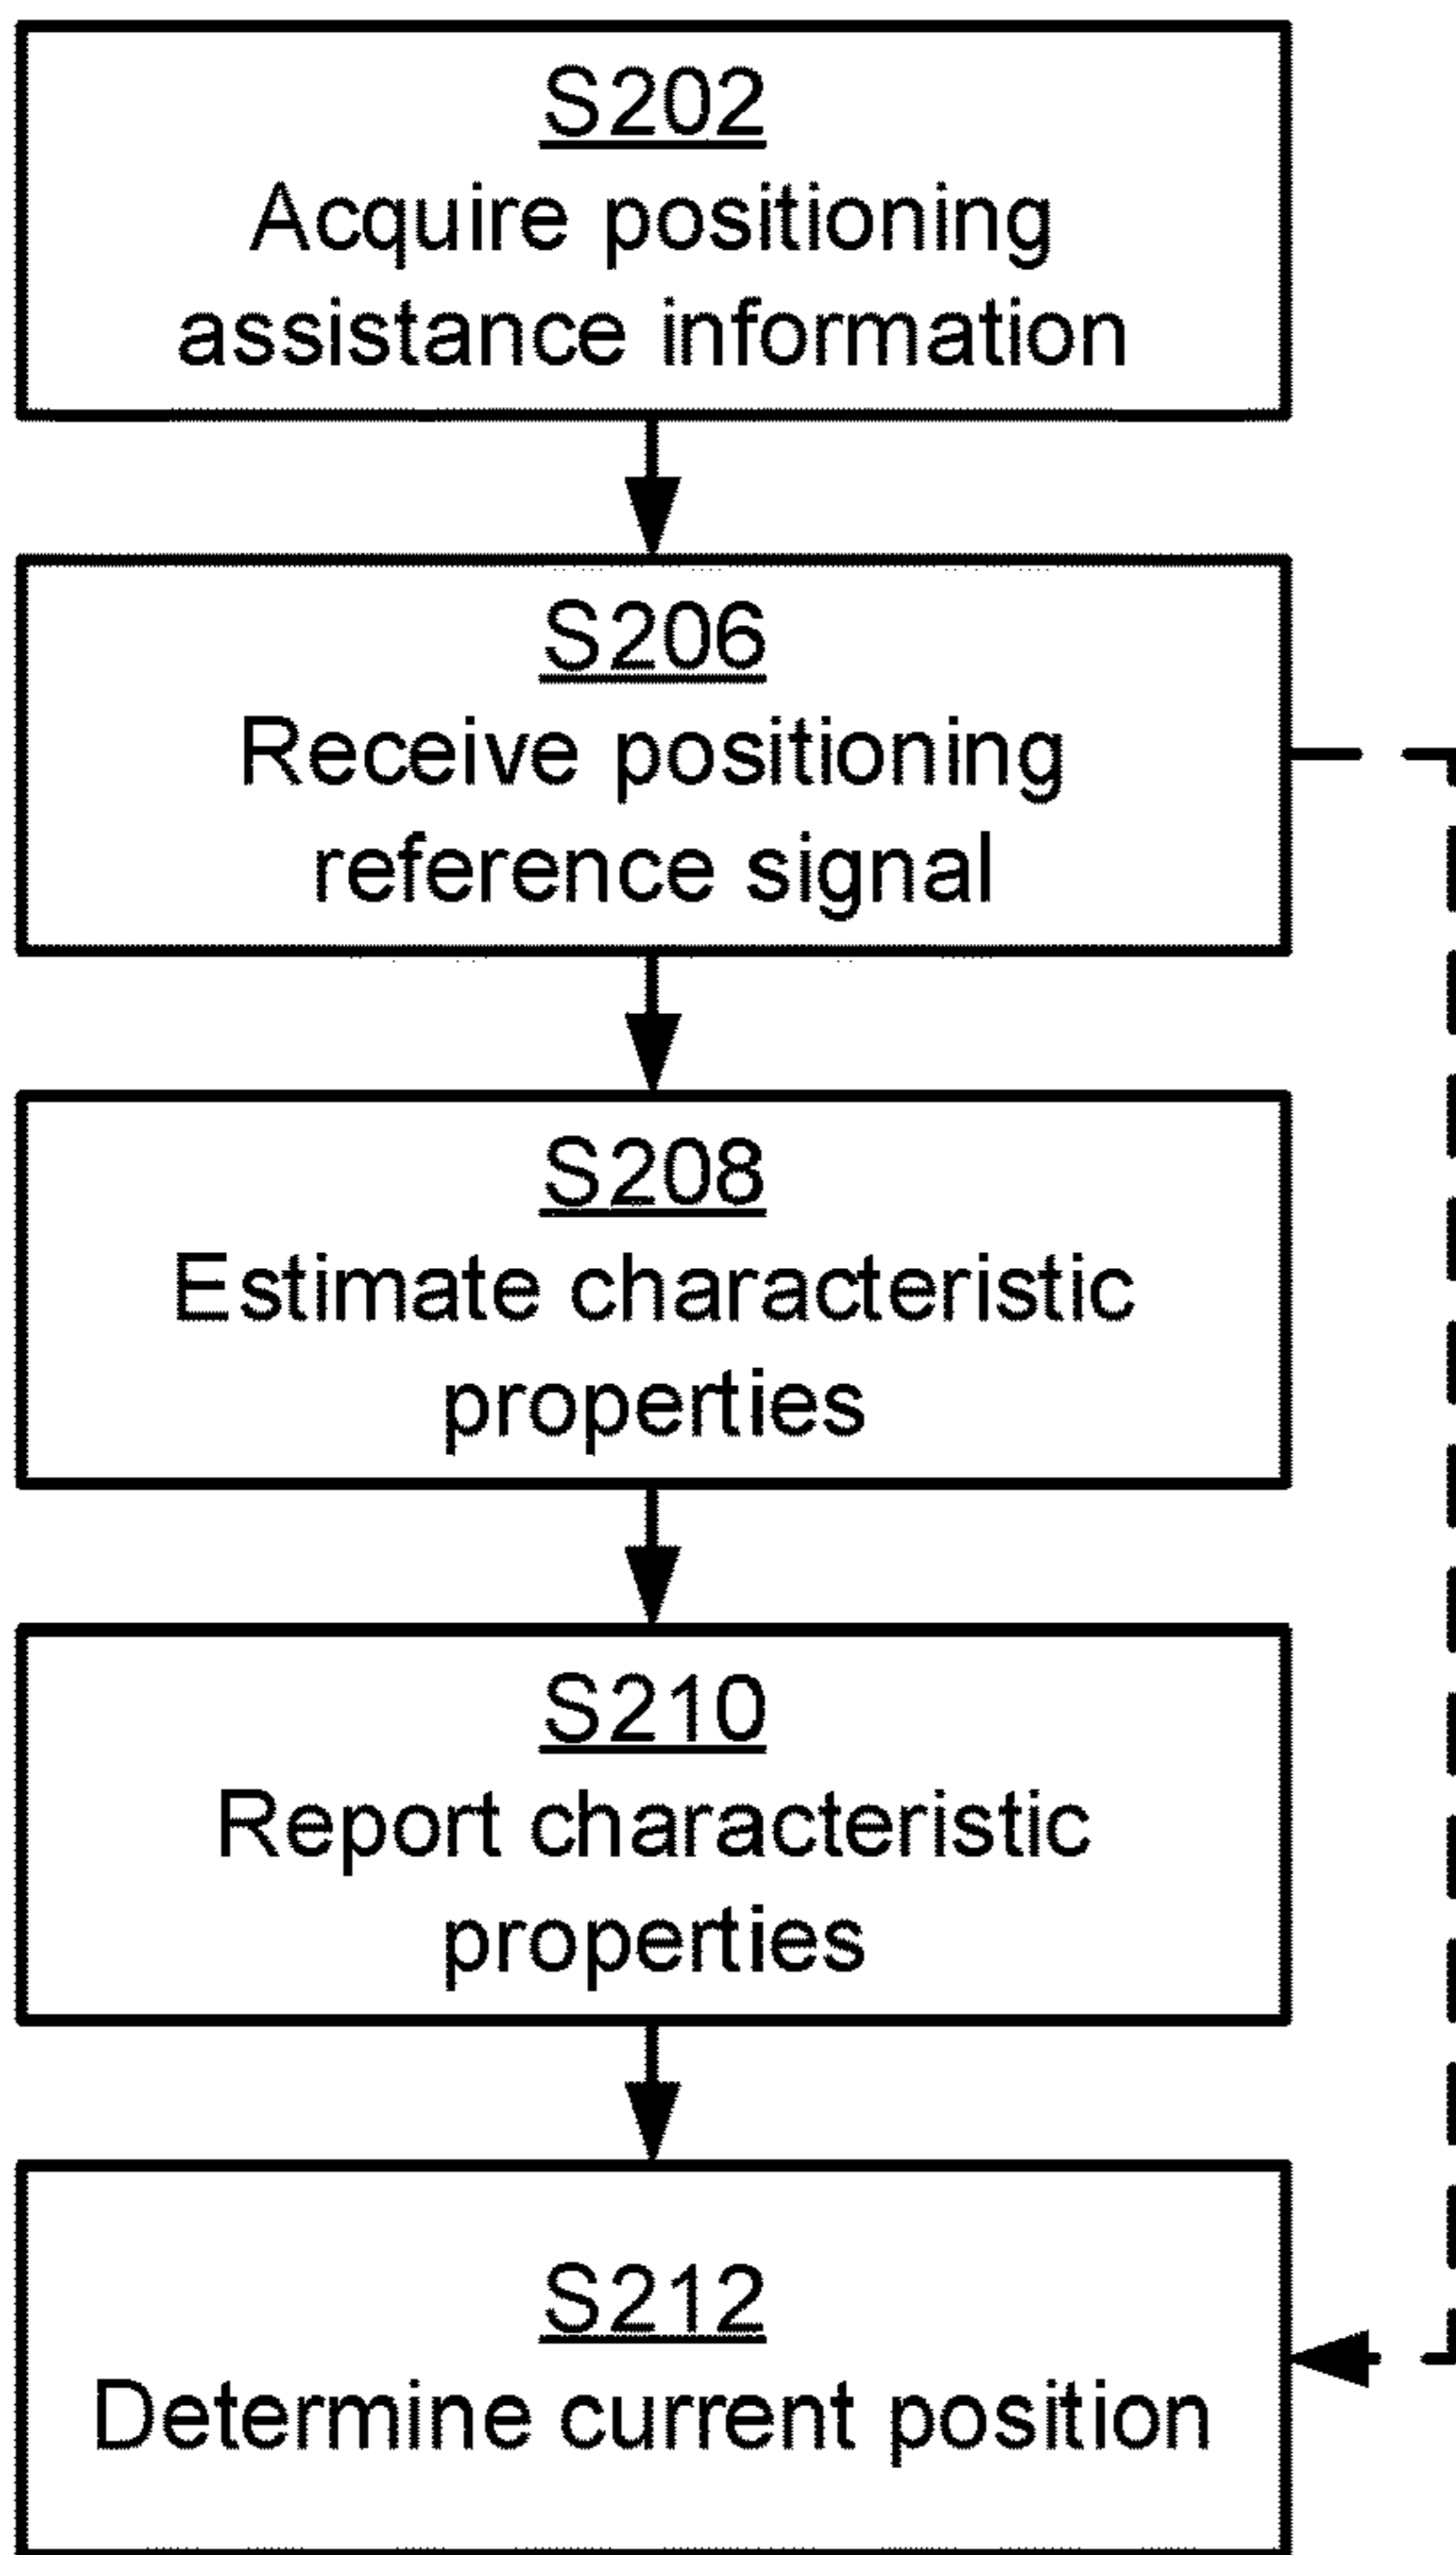 S202
Acquire positioning
assistance information
S206
Receive positioning
reference signal
S208
Estimate characteristic
properties
S210
Report characteristic
properties
S212
Determine current position